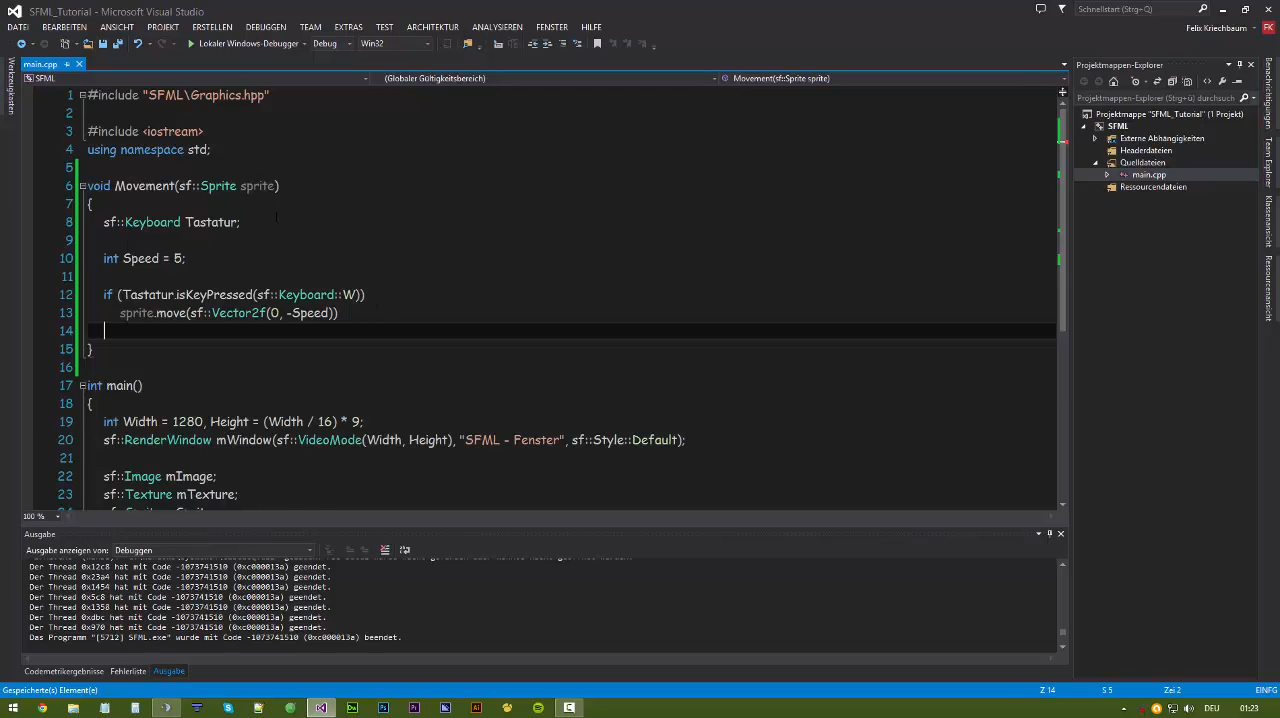 SFML_Tutorial - Microsoft Visual Studio
Schnellstart (Strg+Q)
DATEI BEARBEITEN ANSICHT PROJEKT ERSTELLEN DEBUGGEN TEAM EXTRAS TEST ARCHITEKTUR ANALYSIEREN FENSTER HILFE
Felix Kriechbaum FK
Lokaler Windows-Debugger Debug Win32
Werkzeugkasten
main.cpp
SFML (Globaler Gültigkeitsbereich) Movement(sf::Sprite sprite)
1 #include "SFML\Graphics.hpp"
2
3 #include <iostream>
4 using namespace std;
5
6 void Movement(sf::Sprite sprite)
7 {
8 sf::Keyboard Tastatur;
9
10 int Speed = 5;
11
12 if (Tastatur.isKeyPressed(sf::Keyboard::W))
13 sprite.move(sf::Vector2f(0, -Speed))
14
15 }
16
17 int main()
18 {
19 int Width = 1280, Height = (Width / 16) * 9;
20 sf::RenderWindow mWindow(sf::VideoMode(Width, Height), "SFML - Fenster", sf::Style::Default);
21
22 sf::Image mImage;
23 sf::Texture mTexture;
100 %
Projektmappen-Explorer
Projektmappen-Explorer (Strg+ü) durchsuch
Projektmappe "SFML_Tutorial" (1 Projekt)
SFML
Externe Abhängigkeiten
Headerdateien
Quelldateien
main.cpp
Ressourcendateien
Benachrichtigungen
Team Explorer
Klassenansicht
Ressourcenansicht
Ausgabe
Ausgabe anzeigen von: Debuggen
Der Thread 0x12c8 hat mit Code -1073741510 (0xc000013a) geendet.
Der Thread 0x23a4 hat mit Code -1073741510 (0xc000013a) geendet.
Der Thread 0x1454 hat mit Code -1073741510 (0xc000013a) geendet.
Der Thread 0x5c8 hat mit Code -1073741510 (0xc000013a) geendet.
Der Thread 0x1358 hat mit Code -1073741510 (0xc000013a) geendet.
Der Thread 0xdbc hat mit Code -1073741510 (0xc000013a) geendet.
Der Thread 0x970 hat mit Code -1073741510 (0xc000013a) geendet.
Das Programm "[5712] SFML.exe" wurde mit Code -1073741510 (0xc000013a) beendet.
Codemetrikergebnisse Fehlerliste Ausgabe
Gespeicherte(s) Element(e) Z 14 S 5 Zei 2 EINFG
DEU 01:23